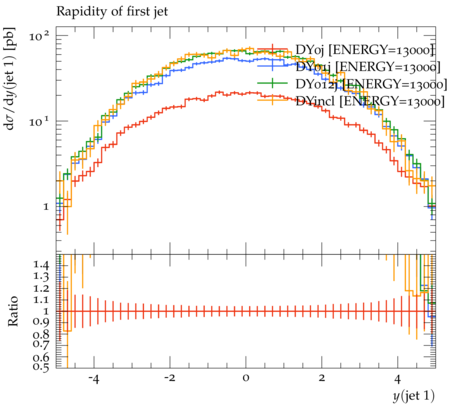 Rapidity of first jet
dσ/dy(jet 1) [pb]
10²
10¹
1
DY0j [ENERGY=13000]
DY01j [ENERGY=13000]
DY012j [ENERGY=13000]
DYincl [ENERGY=13000]
Ratio
1.4
1.3
1.2
1.1
1
0.9
0.8
0.7
0.6
0.5
-4 -2 0 2 4
y(jet 1)